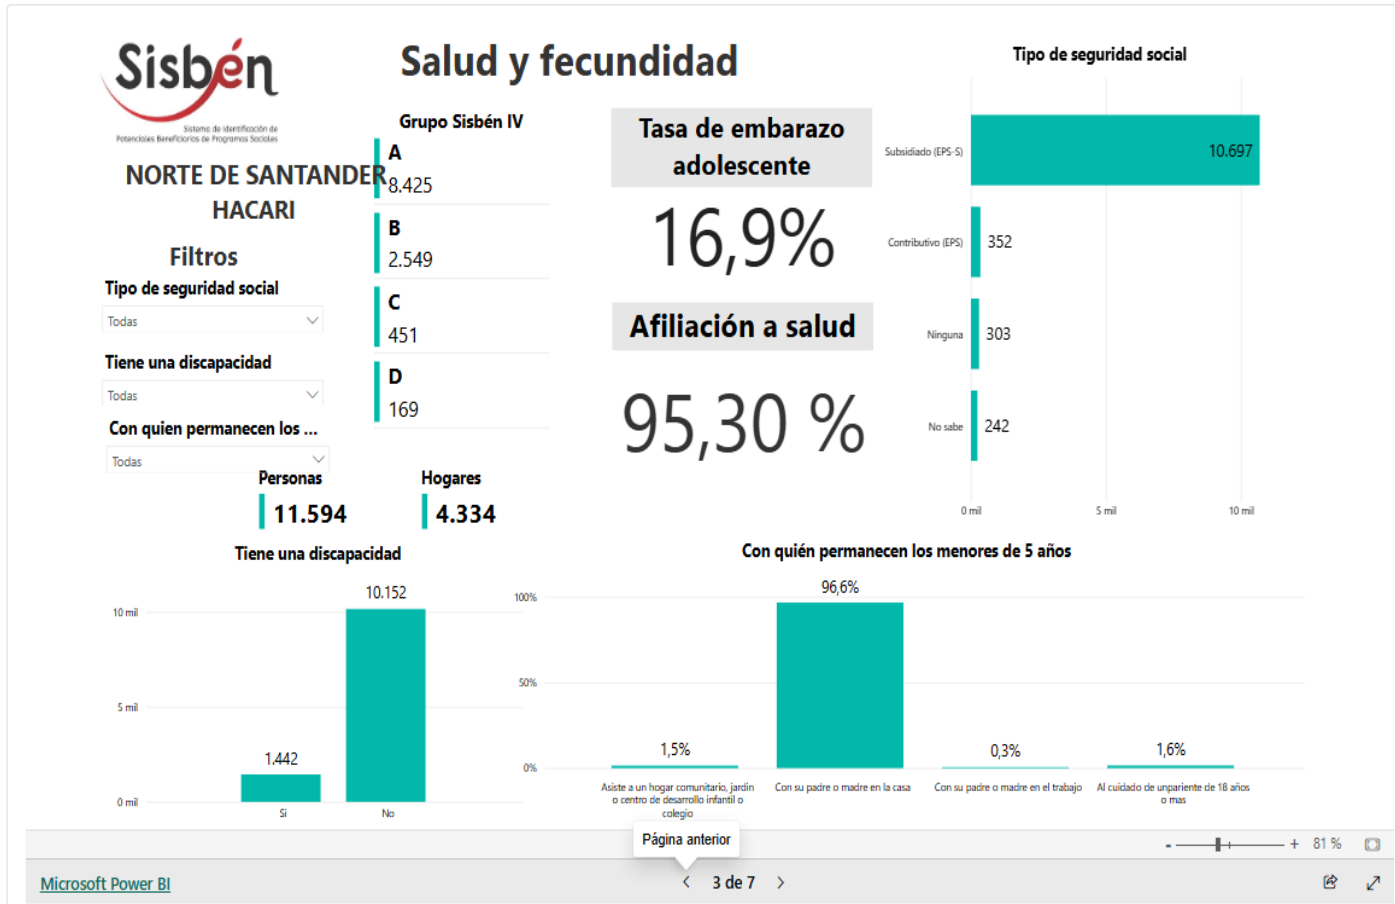 Sisbén
Sistema de Identificación de
Potenciales Beneficiarios de Programas Sociales
NORTE DE SANTANDER
HACARI
Filtros
Tipo de seguridad social
Todas
Tiene una discapacidad
Todas
Con quien permanecen los ...
Todas
Salud y fecundidad
Grupo Sisbén IV
A
8.425
B
2.549
C
451
D
169
Personas
11.594
Hogares
4.334
Tasa de embarazo
adolescente
16,9%
Afiliación a salud
95,30 %
Tipo de seguridad social
Subsidiado (EPS-S)
10.697
Contributivo (EPS)
352
Ninguna
303
No sabe
242
0 mil
5 mil
10 mil
Tiene una discapacidad
10 mil
5 mil
0 mil
1.442
10.152
Si
No
Con quién permanecen los menores de 5 años
100%
50%
0%
1,5%
96,6%
0,3%
1,6%
Asiste a un hogar comunitario, jardin
o centro de desarrollo infantil o
colegio
Con su padre o madre en la casa
Con su padre o madre en el trabajo
Al cuidado de unpariente de 18 años
o mas
Página anterior
- + 81 %
Microsoft Power BI
< 3 de 7 >